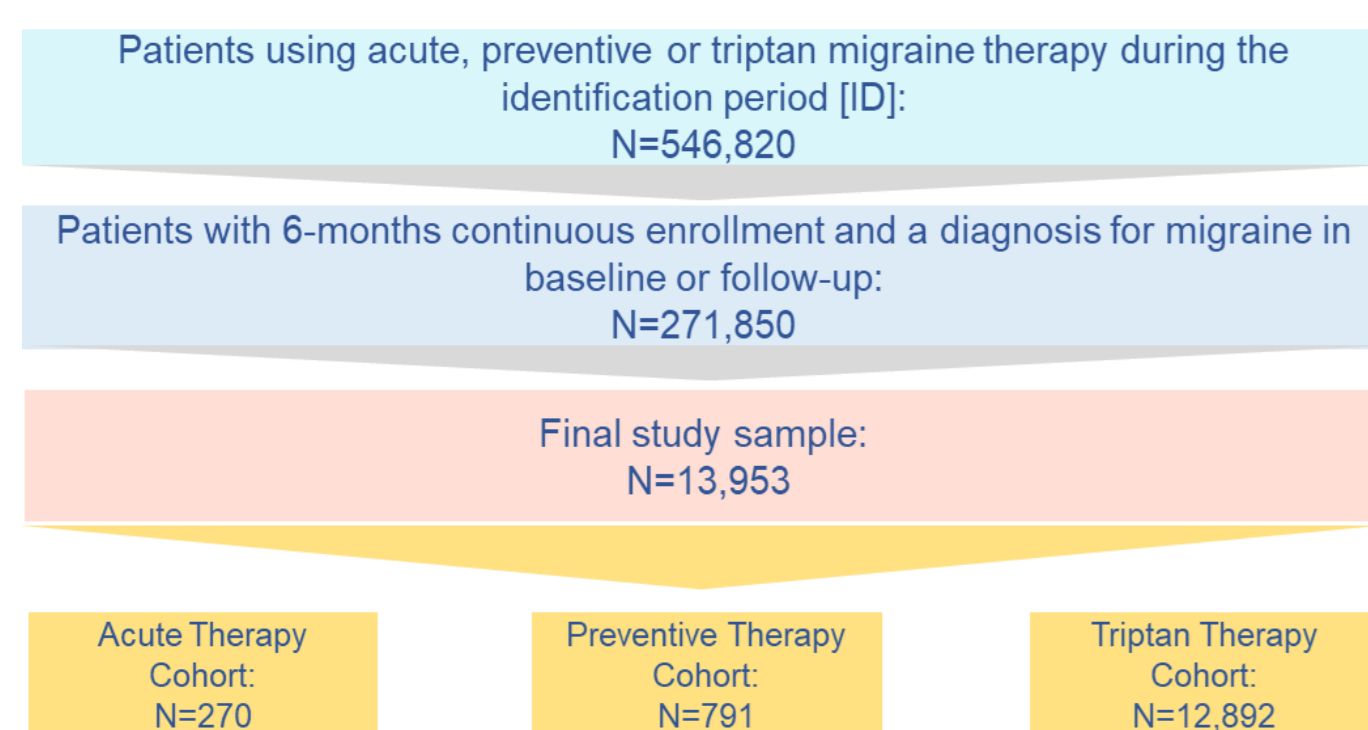 Patients using acute, preventive or triptan migraine therapy during the
identification period [ID]:
N=546,820
Patients with 6-months continuous enrollment and a diagnosis for migraine in
baseline or follow-up:
N=271,850
Final study sample:
N=13,953
Acute Therapy
Cohort:
N=270
Preventive Therapy
Cohort:
N=791
Triptan Therapy
Cohort:
N=12,892